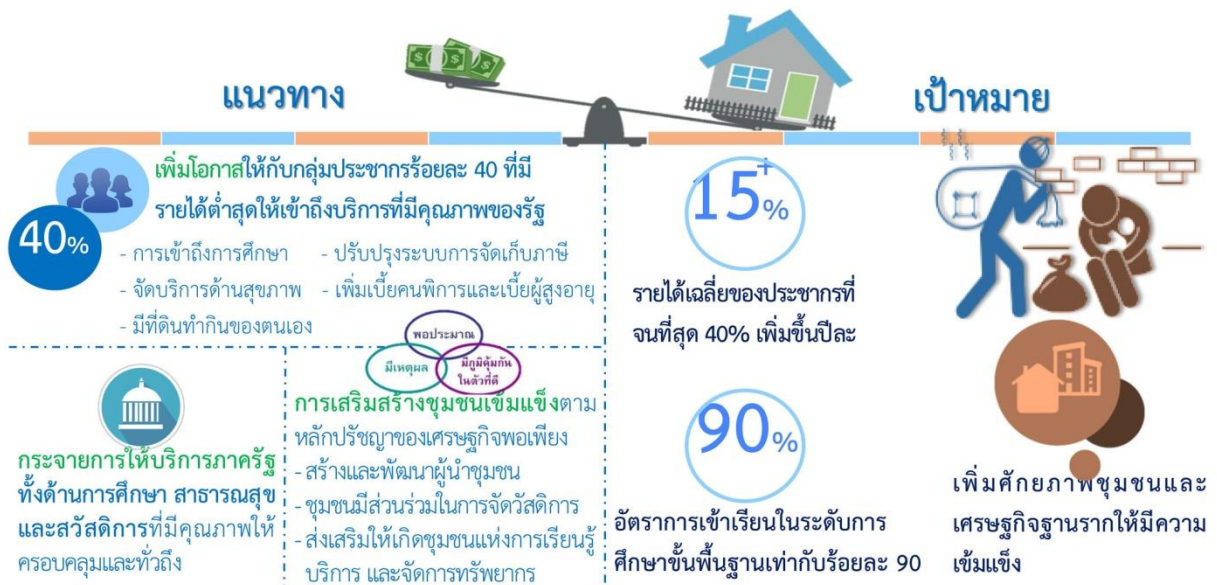 แนวทาง
เป้าหมาย
40%
เพิ่มโอกาสให้กับกลุ่มประชากรร้อยละ 40 ที่มี
รายได้ต่ำสุดให้เข้าถึงบริการที่มีคุณภาพของรัฐ
- การเข้าถึงการศึกษา - ปรับปรุงระบบการจัดเก็บภาษี
- จัดบริการด้านสุขภาพ - เพิ่มเบี้ยคนพิการและเบี้ยผู้สูงอายุ
- มีที่ดินทำกินของตนเอง
กระจายการให้บริการภาครัฐ
ทั้งด้านการศึกษา สาธารณสุข
และสวัสดิการที่มีคุณภาพให้
ครอบคลุมและทั่วถึง
พอประมาณ
มีเหตุผล
มีภูมิคุ้มกัน
ในตัวที่ดี
การเสริมสร้างชุมชนเข้มแข็งตาม
หลักปรัชญาของเศรษฐกิจพอเพียง
- สร้างและพัฒนาผู้นำชุมชน
- ชุมชนมีส่วนร่วมในการจัดวัสดิการ
- ส่งเสริมให้เกิดชุมชนแห่งการเรียนรู้
บริการ และจัดการทรัพยากร
15+%
รายได้เฉลี่ยของประชากรที่
จนที่สุด 40% เพิ่มขึ้นปีละ
90%
อัตราการเข้าเรียนในระดับการ
ศึกษาขั้นพื้นฐานเท่ากับร้อยละ 90
เพิ่มศักยภาพชุมชนและ
เศรษฐกิจฐานรากให้มีความ
เข้มแข็ง